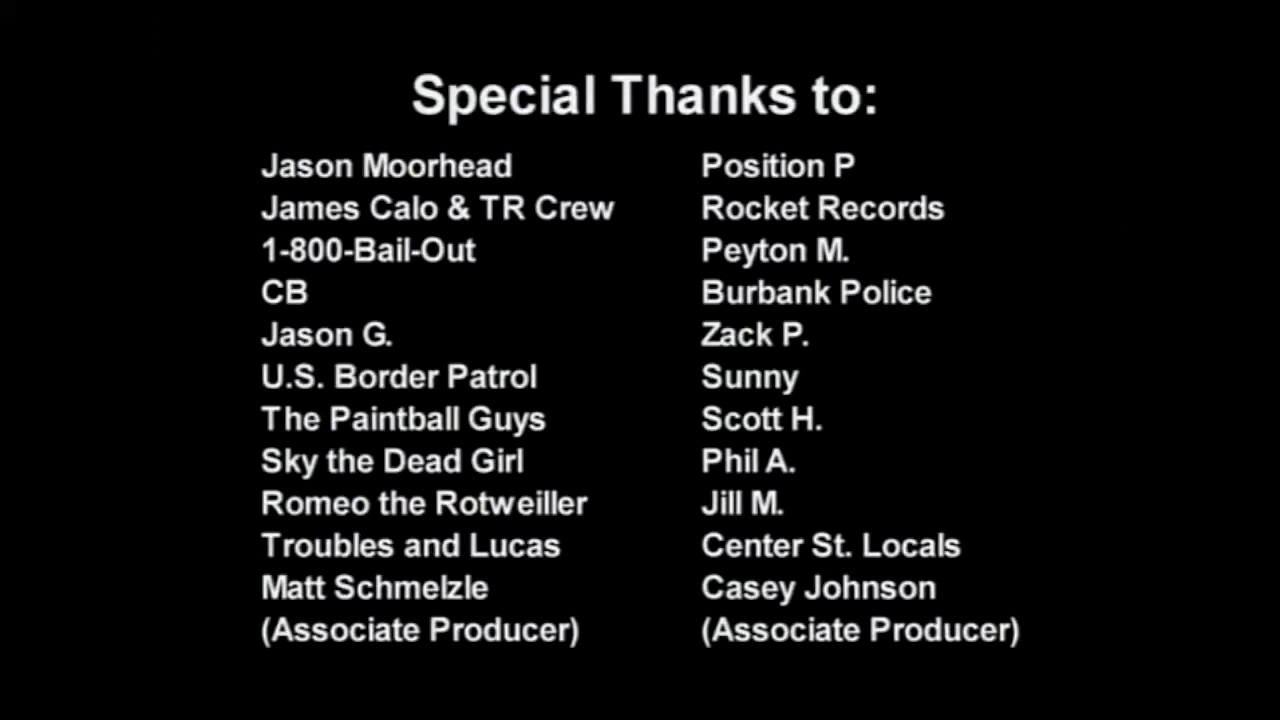 Special Thanks to:
Jason Moorhead
James Calo & TR Crew
1-800-Bail-Out
CB
Jason G.
U.S. Border Patrol
The Paintball Guys
Sky the Dead Girl
Romeo the Rotweiller
Troubles and Lucas
Matt Schmelzle
(Associate Producer)
Position P
Rocket Records
Peyton M.
Burbank Police
Zack P.
Sunny
Scott H.
Phil A.
Jill M.
Center St. Locals
Casey Johnson
(Associate Producer)